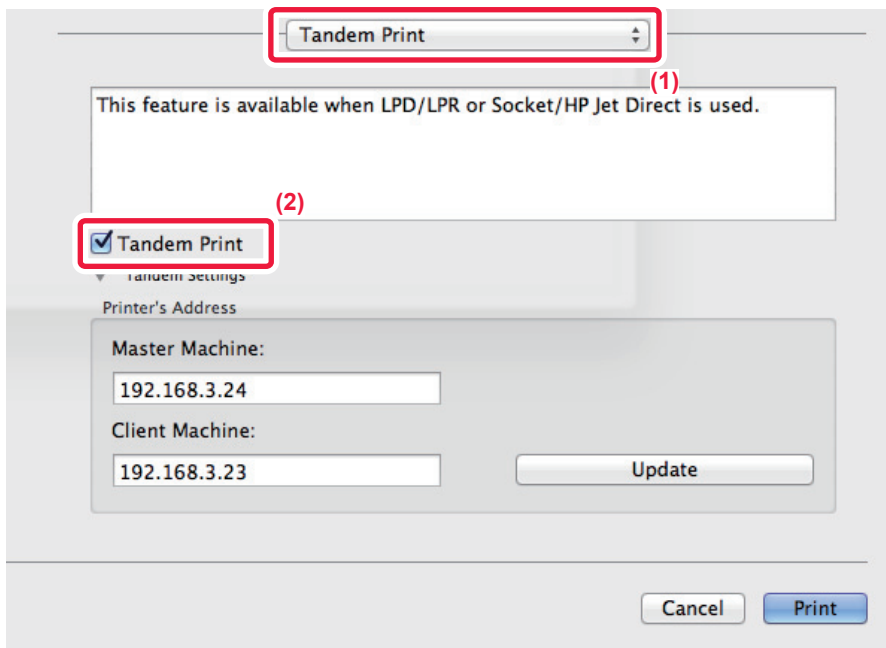 Tandem Print
(1)
This feature is available when LPD/LPR or Socket/HP Jet Direct is used.
(2)
Tandem Print
Tandem Settings
Printer's Address
Master Machine:
192.168.3.24
Client Machine:
192.168.3.23
Update
Cancel
Print